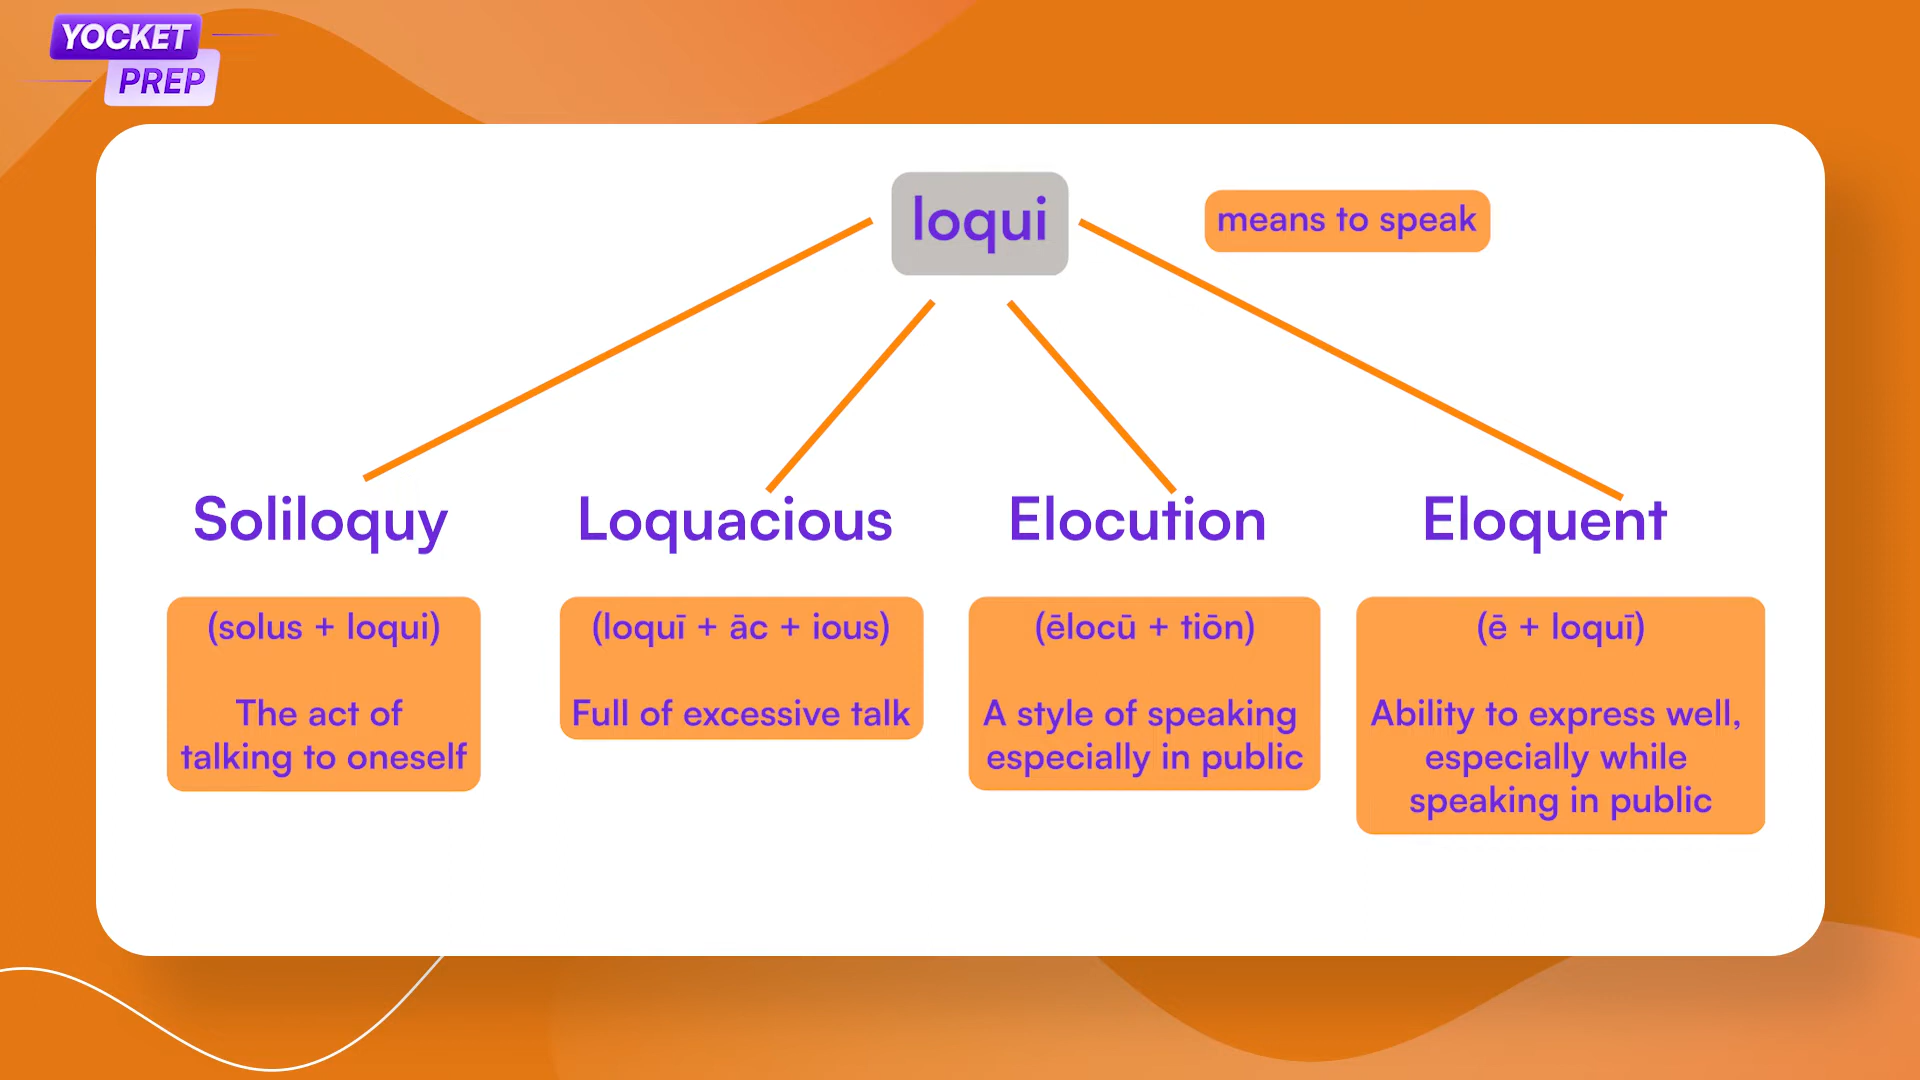 YOCKET
PREP
loqui
means to speak
Soliloquy
Loquacious
Elocution
Eloquent
(solus + loqui)
The act of
talking to oneself
(loquī + āc + ious)
Full of excessive talk
(ēlocū + tiōn)
A style of speaking
especially in public
(ē + loquī)
Ability to express well,
especially while
speaking in public